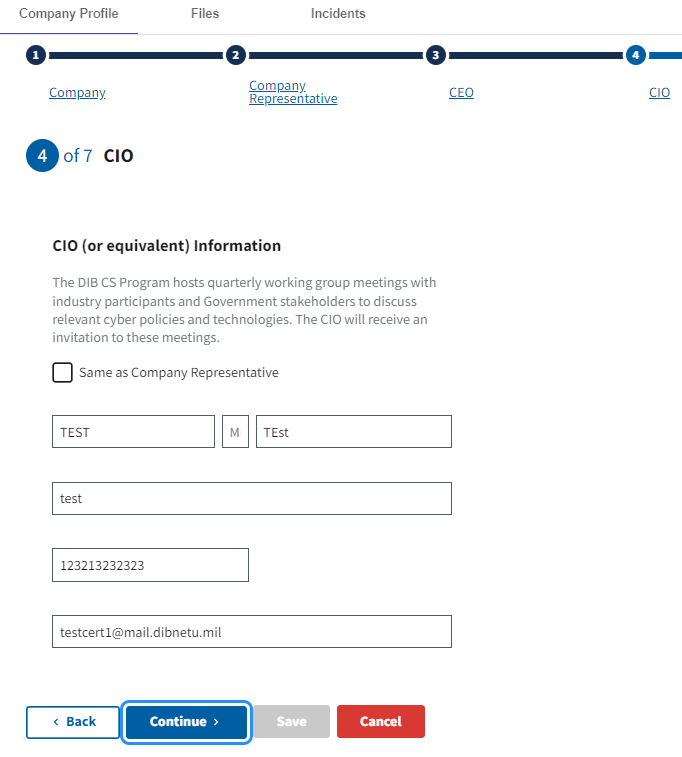 Company Profile Files Incidents
1 2 3 4
Company Company Representative CEO CIO
4 of 7 CIO
CIO (or equivalent) Information
The DIB CS Program hosts quarterly working group meetings with
industry participants and Government stakeholders to discuss
relevant cyber policies and technologies. The CIO will receive an
invitation to these meetings.
Same as Company Representative
TEST M TEst
test
123213232323
testcert1@mail.dibnetu.mil
‹ Back Continue › Save Cancel